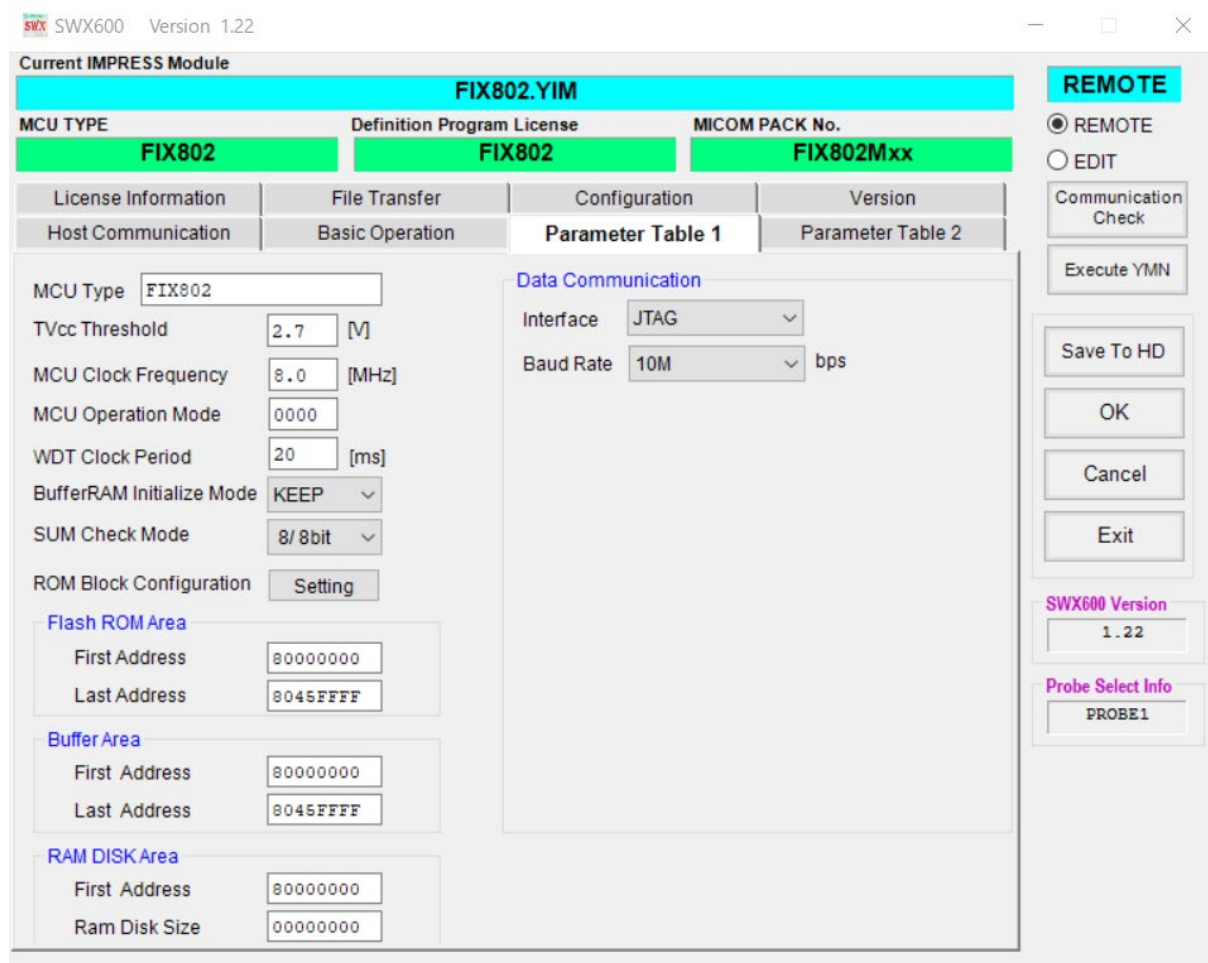 SWX SWX600 Version 1.22
Current IMPRESS Module
FIX802.YIM
MCU TYPE Definition Program License MICOM PACK No.
FIX802 FIX802 FIX802Mxx
License Information File Transfer Configuration Version
Host Communication Basic Operation Parameter Table 1 Parameter Table 2
MCU Type FIX802
TVcc Threshold 2.7 [V]
MCU Clock Frequency 8.0 [MHz]
MCU Operation Mode 0000
WDT Clock Period 20 [ms]
BufferRAM Initialize Mode KEEP
SUM Check Mode 8/ 8bit
ROM Block Configuration Setting
Flash ROM Area
First Address 80000000
Last Address 8045FFFF
Buffer Area
First Address 80000000
Last Address 8045FFFF
RAM DISK Area
First Address 80000000
Ram Disk Size 00000000
Data Communication
Interface JTAG
Baud Rate 10M bps
REMOTE
REMOTE
EDIT
Communication
Check
Execute YMN
Save To HD
OK
Cancel
Exit
SWX600 Version
1.22
Probe Select Info
PROBE1